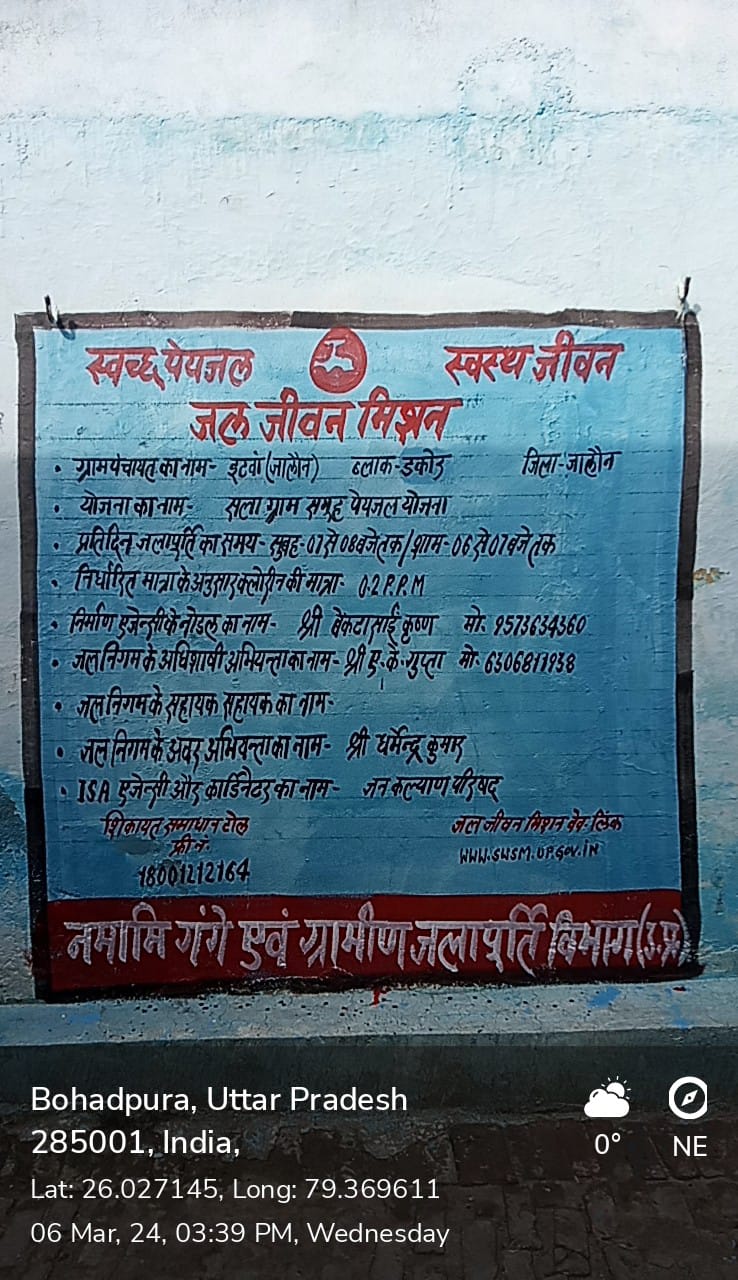 स्वच्छ पेयजल स्वस्थ जीवन
जल जीवन मिशन
• ग्रामपंचायत का नाम- इटवां (जालौन) ब्लाक-डकोर जिला-जालौन
• योजना का नाम- सला ग्राम समूह पेयजल योजना
• प्रतिदिन जलापूर्ति का समय- सुबह-07 से 08 बजे तक/शाम-06 से 07 बजे तक
• निर्धारित मात्रा के अनुसार क्लोरीन की मात्रा- 0.2 P.P.M
• निर्माण एजेन्सी के नोडल का नाम- श्री वेंकटा साई कृष्ण मो. 9573634360
• जल निगम के अधिशाषी अभियन्ता का नाम- श्री ए.के.गुप्ता मो. 6306811938
• जल निगम के सहायक सहायक का नाम-
• जल निगम के अवर अभियन्ता का नाम- श्री धर्मेन्द्र कुमार
• ISA एजेन्सी और कार्डिनेटर का नाम- जन कल्याण परिषद्
शिकायत समाधान टोल जल जीवन मिशन वेब लिंक
फ्री नं. WWW.SWSM.UP.GOV.IN
18001212164
नमामि गंगे एवं ग्रामीण जलापूर्ति विभाग (उ.प्र)
Bohadpura, Uttar Pradesh
285001, India,
0° NE
Lat: 26.027145, Long: 79.369611
06 Mar, 24, 03:39 PM, Wednesday